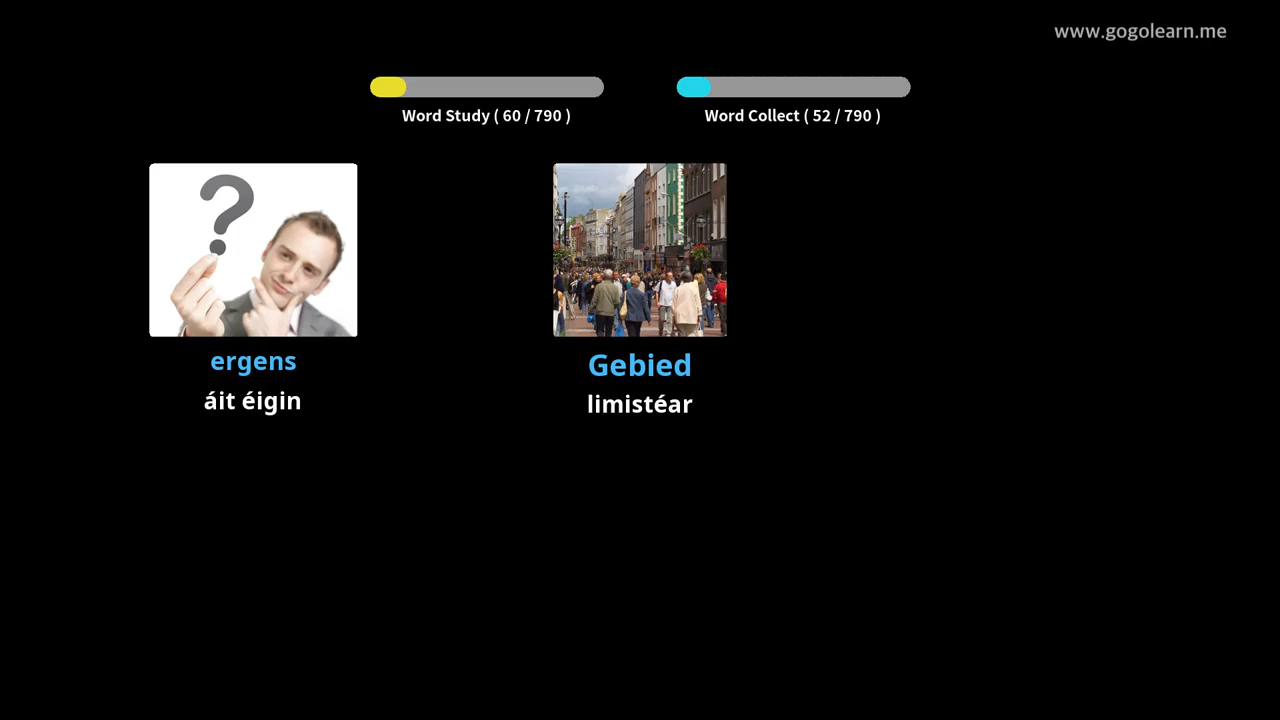 www.gogolearn.me
Word Study ( 60 / 790 )
Word Collect ( 52 / 790 )
ergens
áit éigin
Gebied
limistéar